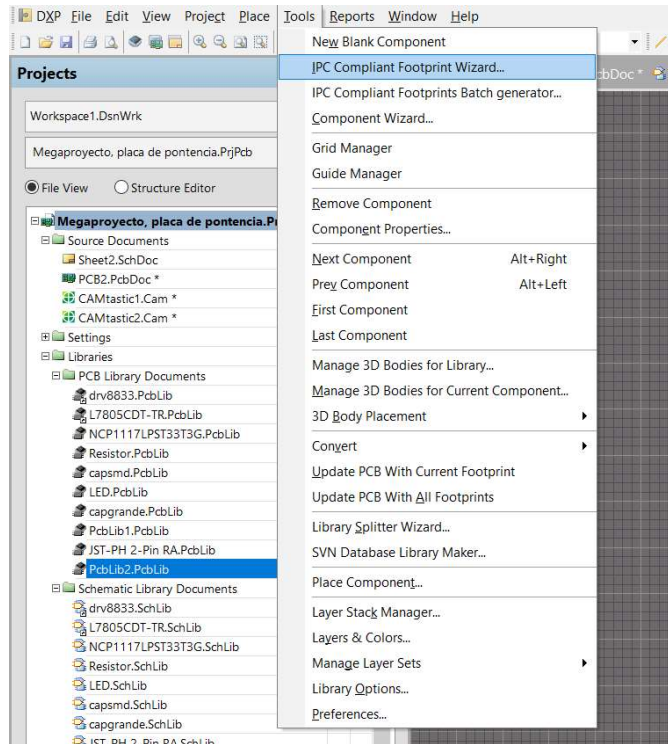 DXP File Edit View Project Place Tools Reports Window Help
Projects
Workspace1.DsnWrk
Megaproyecto, placa de pontencia.PrjPcb
File View Structure Editor
Megaproyecto, placa de pontencia.P
Source Documents
Sheet2.SchDoc
PCB2.PcbDoc *
CAMtastic1.Cam *
CAMtastic2.Cam *
Settings
Libraries
PCB Library Documents
drv8833.PcbLib
L7805CDT-TR.PcbLib
NCP1117LPST33T3G.PcbLib
Resistor.PcbLib
capsmd.PcbLib
LED.PcbLib
capgrande.PcbLib
PcbLib1.PcbLib
JST-PH 2-Pin RA.PcbLib
PcbLib2.PcbLib
Schematic Library Documents
drv8833.SchLib
L7805CDT-TR.SchLib
NCP1117LPST33T3G.SchLib
Resistor.SchLib
LED.SchLib
capsmd.SchLib
capgrande.SchLib
JST-PH 2-Pin RA.SchLib
New Blank Component
IPC Compliant Footprint Wizard...
IPC Compliant Footprints Batch generator...
Component Wizard...
Grid Manager
Guide Manager
Remove Component
Component Properties...
Next Component Alt+Right
Prev Component Alt+Left
First Component
Last Component
Manage 3D Bodies for Library...
Manage 3D Bodies for Current Component...
3D Body Placement
Convert
Update PCB With Current Footprint
Update PCB With All Footprints
Library Splitter Wizard...
SVN Database Library Maker...
Place Component...
Layer Stack Manager...
Layers & Colors...
Manage Layer Sets
Library Options...
Preferences...
bDoc *